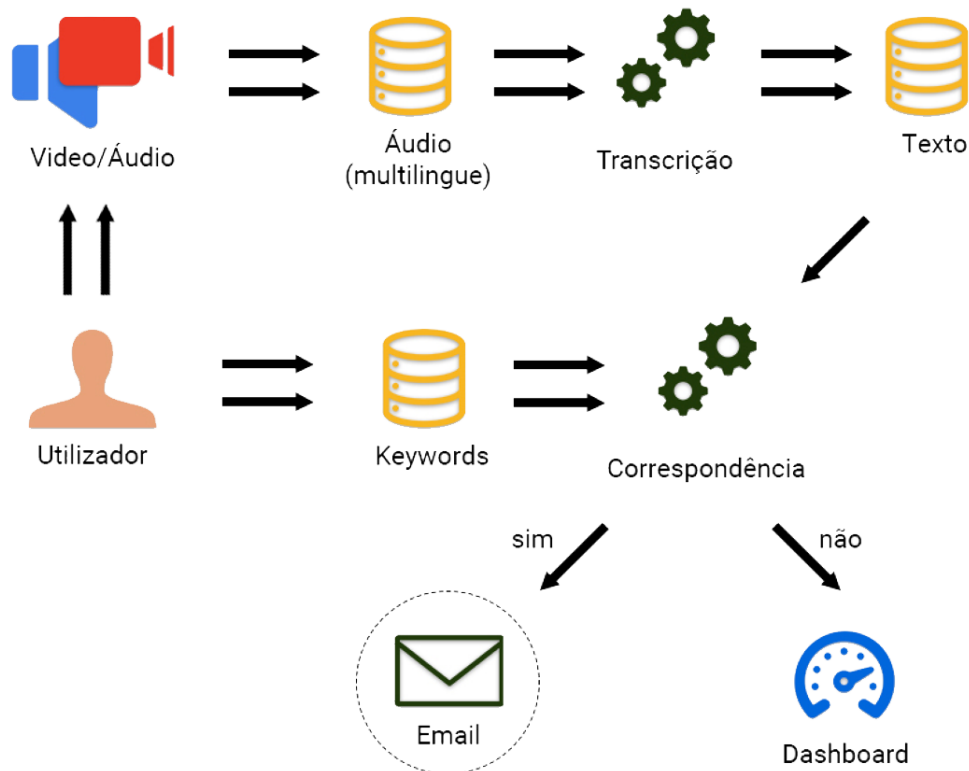 Video/Áudio
Áudio
(multilingue)
Transcrição
Texto
Utilizador
Keywords
Correspondência
sim
não
Email
Dashboard